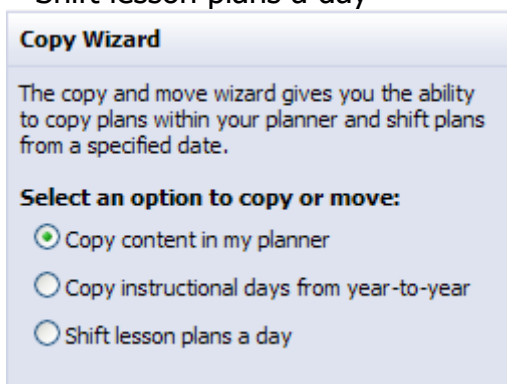 Shift lesson plans a day
Copy Wizard
The copy and move wizard gives you the ability
to copy plans within your planner and shift plans
from a specified date.
Select an option to copy or move:
Copy content in my planner
Copy instructional days from year-to-year
Shift lesson plans a day